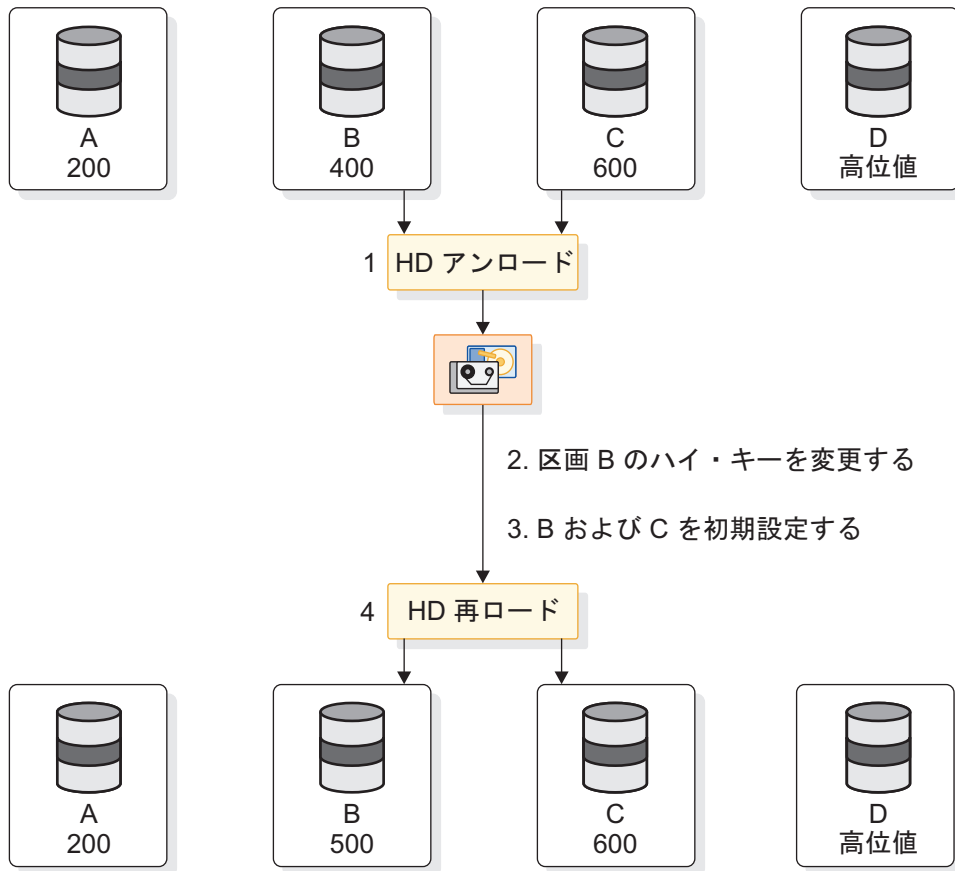 A
200
B
400
C
600
D
高位値
1
HD アンロード
2. 区画 B のハイ・キーを変更する
3. B および C を初期設定する
4
HD 再ロード
A
200
B
500
C
600
D
高位値